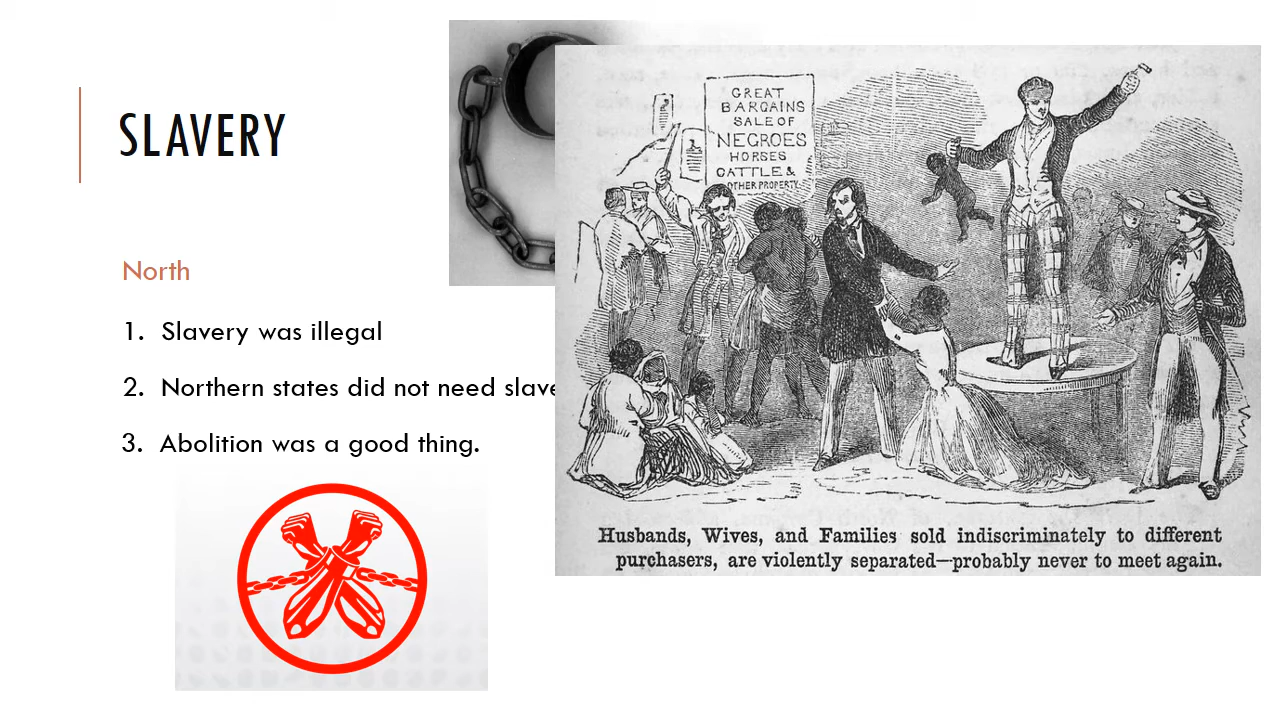 SLAVERY
North
1. Slavery was illegal
2. Northern states did not need slave
3. Abolition was a good thing.
GREAT
BARGAINS
SALE OF
NEGROES
HORSES
CATTLE &
OTHER PROPERTY
Husbands, Wives, and Families sold indiscriminately to different
purchasers, are violently separated—probably never to meet again.